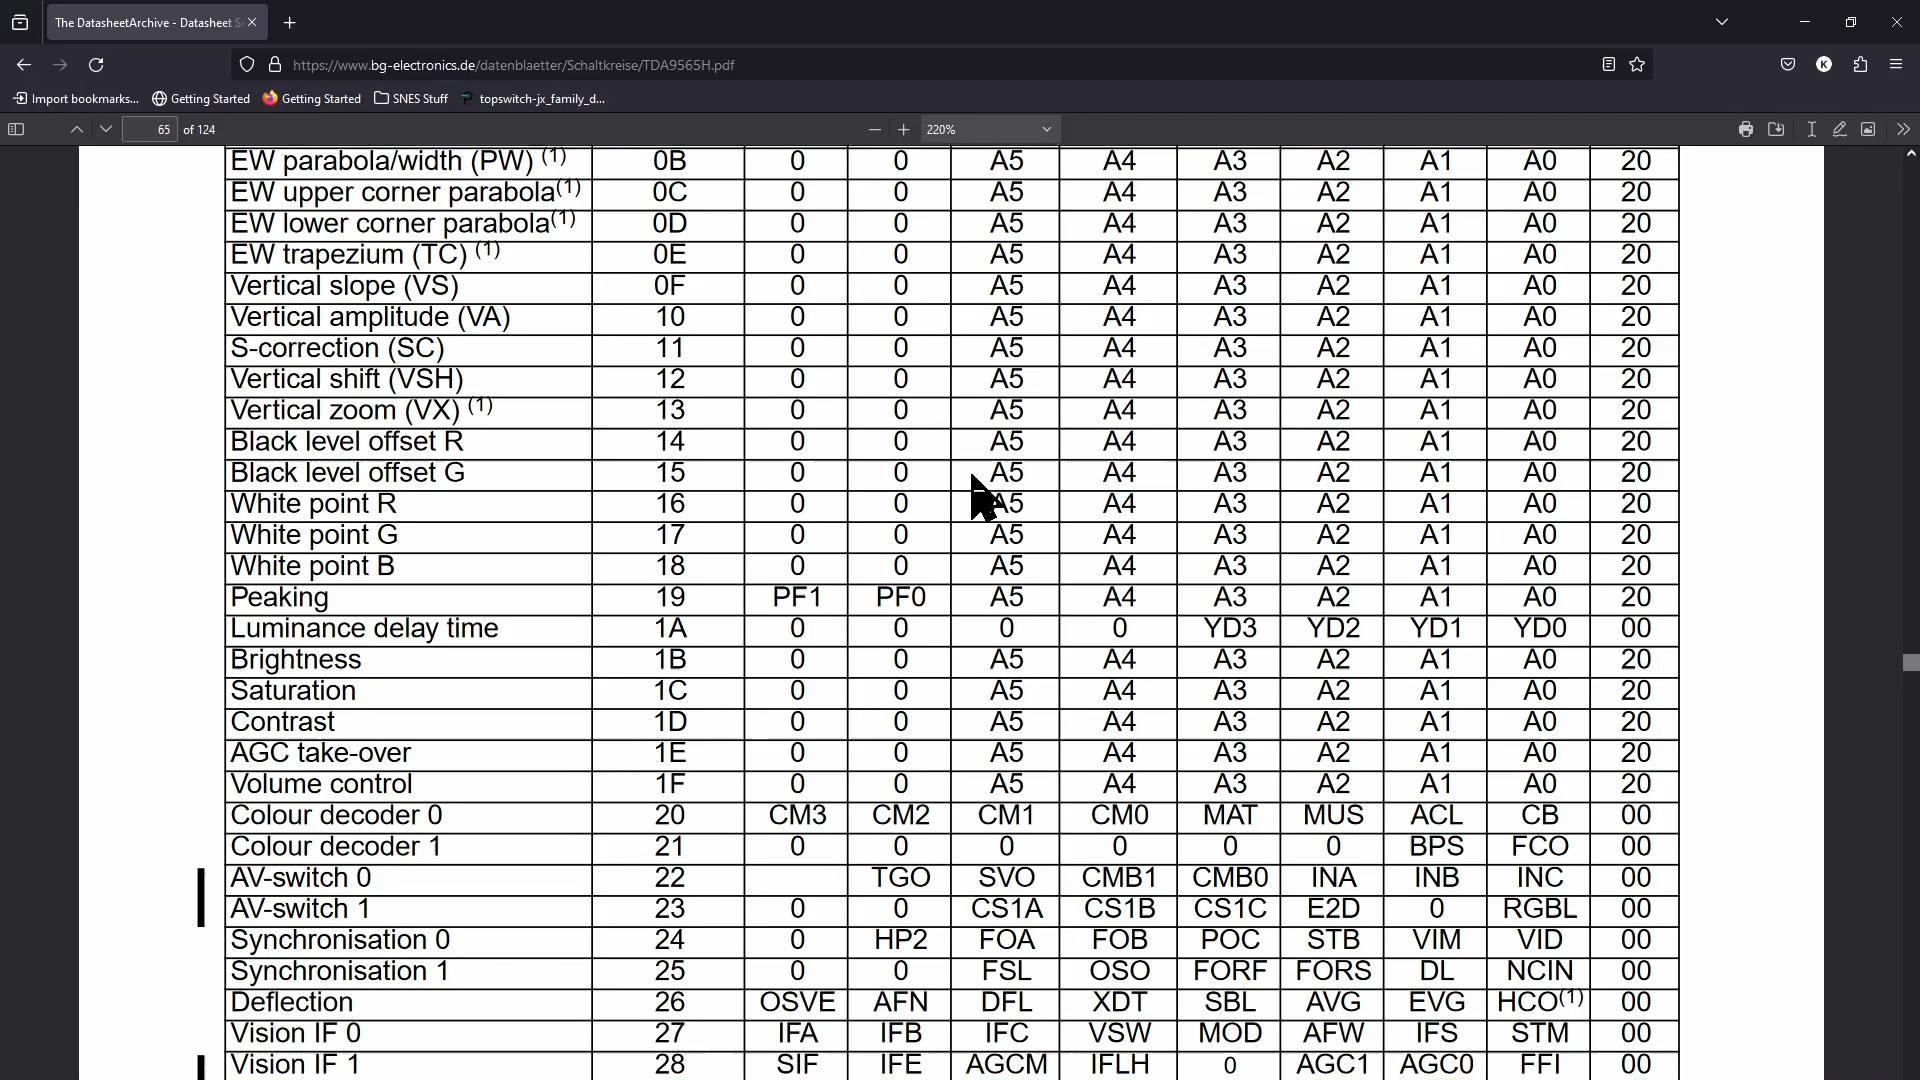 The DatasheetArchive - Datasheet S
https://www.bg-electronics.de/datenblaetter/Schaltkreise/TDA9565H.pdf
K
Import bookmarks... Getting Started Getting Started SNES Stuff topswitch-jx_family_d...
65 of 124 220%
EW parabola/width (PW) (1) 0B 0 0 A5 A4 A3 A2 A1 A0 20
EW upper corner parabola(1) 0C 0 0 A5 A4 A3 A2 A1 A0 20
EW lower corner parabola(1) 0D 0 0 A5 A4 A3 A2 A1 A0 20
EW trapezium (TC) (1) 0E 0 0 A5 A4 A3 A2 A1 A0 20
Vertical slope (VS) 0F 0 0 A5 A4 A3 A2 A1 A0 20
Vertical amplitude (VA) 10 0 0 A5 A4 A3 A2 A1 A0 20
S-correction (SC) 11 0 0 A5 A4 A3 A2 A1 A0 20
Vertical shift (VSH) 12 0 0 A5 A4 A3 A2 A1 A0 20
Vertical zoom (VX) (1) 13 0 0 A5 A4 A3 A2 A1 A0 20
Black level offset R 14 0 0 A5 A4 A3 A2 A1 A0 20
Black level offset G 15 0 0 A5 A4 A3 A2 A1 A0 20
White point R 16 0 0 A5 A4 A3 A2 A1 A0 20
White point G 17 0 0 A5 A4 A3 A2 A1 A0 20
White point B 18 0 0 A5 A4 A3 A2 A1 A0 20
Peaking 19 PF1 PF0 A5 A4 A3 A2 A1 A0 20
Luminance delay time 1A 0 0 0 0 YD3 YD2 YD1 YD0 00
Brightness 1B 0 0 A5 A4 A3 A2 A1 A0 20
Saturation 1C 0 0 A5 A4 A3 A2 A1 A0 20
Contrast 1D 0 0 A5 A4 A3 A2 A1 A0 20
AGC take-over 1E 0 0 A5 A4 A3 A2 A1 A0 20
Volume control 1F 0 0 A5 A4 A3 A2 A1 A0 20
Colour decoder 0 20 CM3 CM2 CM1 CM0 MAT MUS ACL CB 00
Colour decoder 1 21 0 0 0 0 0 0 BPS FCO 00
AV-switch 0 22 TGO SVO CMB1 CMB0 INA INB INC 00
AV-switch 1 23 0 0 CS1A CS1B CS1C E2D 0 RGBL 00
Synchronisation 0 24 0 HP2 FOA FOB POC STB VIM VID 00
Synchronisation 1 25 0 0 FSL OSO FORF FORS DL NCIN 00
Deflection 26 OSVE AFN DFL XDT SBL AVG EVG HCO(1) 00
Vision IF 0 27 IFA IFB IFC VSW MOD AFW IFS STM 00
Vision IF 1 28 SIF IFE AGCM IFLH 0 AGC1 AGC0 FFI 00